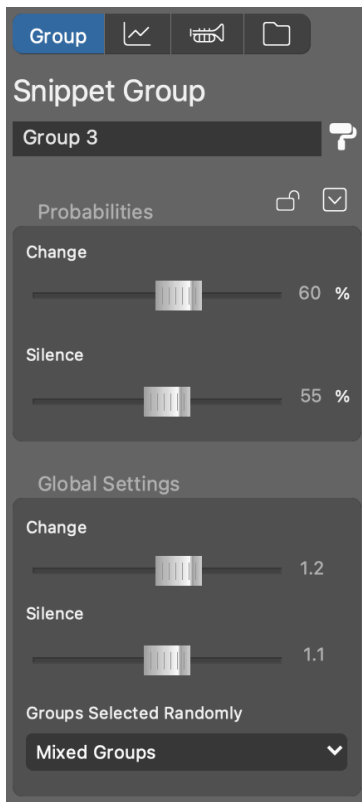 Group
Snippet Group
Group 3
Probabilities
Change
60 %
Silence
55 %
Global Settings
Change
1.2
Silence
1.1
Groups Selected Randomly
Mixed Groups